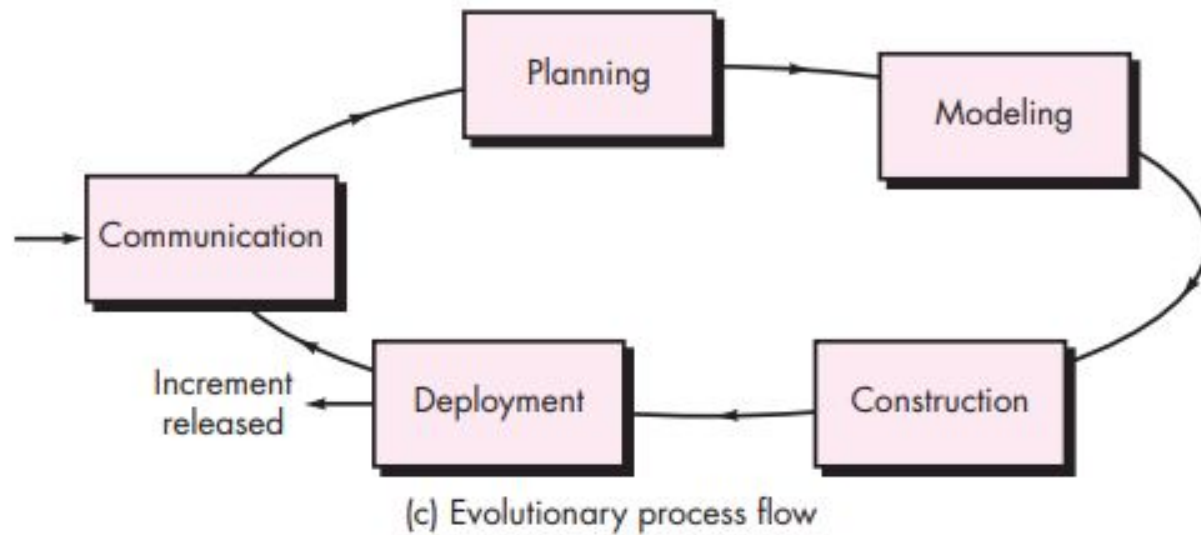 Planning
Modeling
Communication
Increment
released
Deployment
Construction
(c) Evolutionary process flow